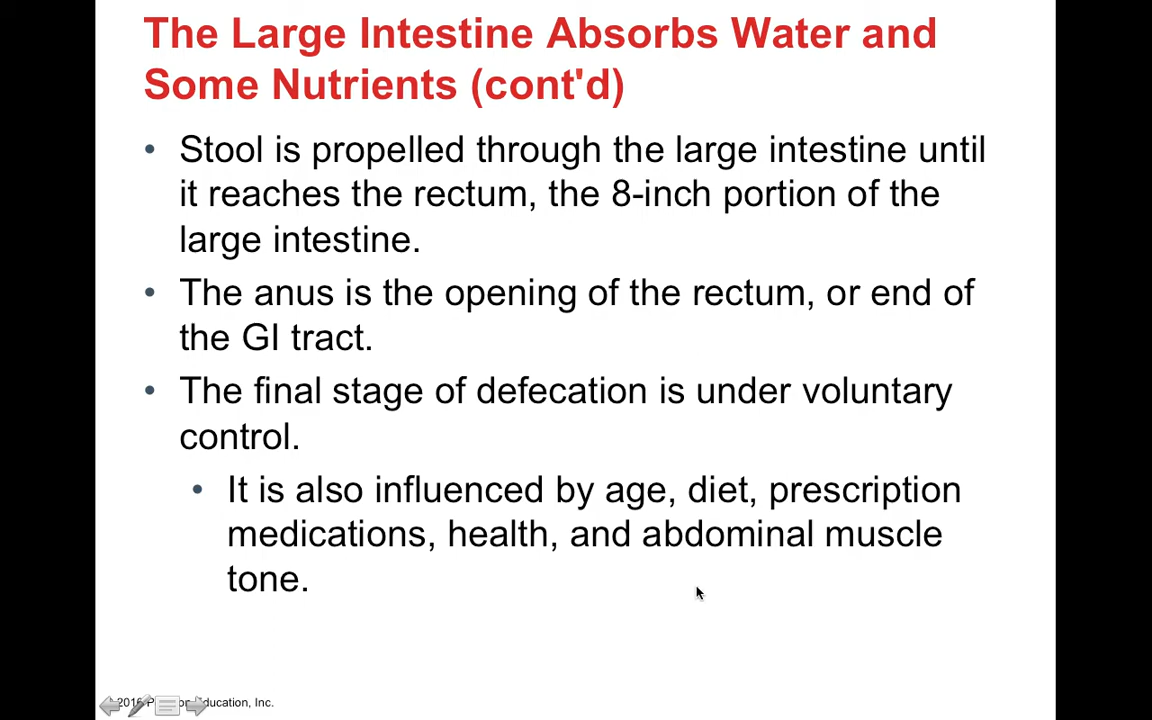 The Large Intestine Absorbs Water and
Some Nutrients (cont'd)
• Stool is propelled through the large intestine until
it reaches the rectum, the 8-inch portion of the
large intestine.
• The anus is the opening of the rectum, or end of
the GI tract.
• The final stage of defecation is under voluntary
control.
• It is also influenced by age, diet, prescription
medications, health, and abdominal muscle
tone.
2016 Education, Inc.